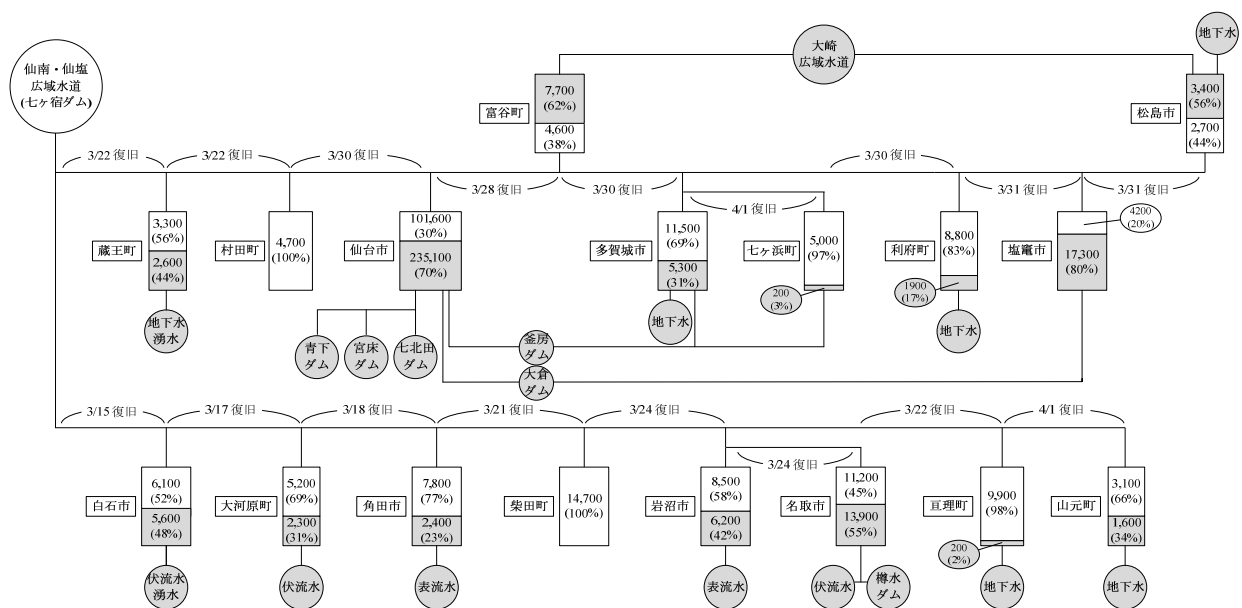 仙南・仙塩
広域水道
(七ヶ宿ダム)
大崎
広域水道
地下水
富谷町
7,700
(62%)
4,600
(38%)
松島市
3,400
(56%)
2,700
(44%)
3/22 復旧
3/22 復旧
3/30 復旧
3/28 復旧
3/30 復旧
4/1 復旧
3/30 復旧
3/31 復旧
3/31 復旧
蔵王町
3,300
(56%)
2,600
(44%)
地下水
湧水
村田町
4,700
(100%)
仙台市
101,600
(30%)
235,100
(70%)
青下
ダム
宮床
ダム
七北田
ダム
釜房
ダム
大倉
ダム
多賀城市
11,500
(69%)
5,300
(31%)
地下水
七ヶ浜町
5,000
(97%)
200
(3%)
利府町
8,800
(83%)
1900
(17%)
地下水
塩竈市
4200
(20%)
17,300
(80%)
3/15 復旧
3/17 復旧
3/18 復旧
3/21 復旧
3/24 復旧
3/24 復旧
3/22 復旧
4/1 復旧
白石市
6,100
(52%)
5,600
(48%)
伏流水
湧水
大河原町
5,200
(69%)
2,300
(31%)
伏流水
角田市
7,800
(77%)
2,400
(23%)
表流水
柴田町
14,700
(100%)
岩沼市
8,500
(58%)
6,200
(42%)
表流水
名取市
11,200
(45%)
13,900
(55%)
伏流水
樽水
ダム
亘理町
9,900
(98%)
200
(2%)
地下水
山元町
3,100
(66%)
1,600
(34%)
地下水